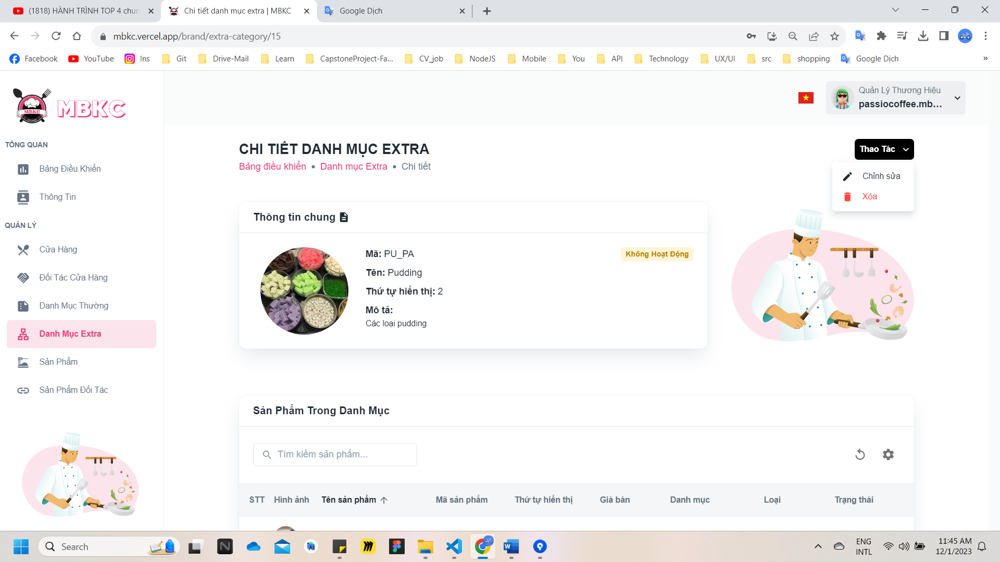 (1818) HÀNH TRÌNH TOP 4 chun
Chi tiết danh mục extra | MBKC
Google Dịch
mbkc.vercel.app/brand/extra-category/15
Facebook
YouTube
Ins
Git
Drive-Mail
Learn
CapstoneProject-Fa...
CV_job
NodeJS
Mobile
You
API
Technology
UX/UI
src
shopping
Google Dịch
»
MBKC
MBKC
Quản Lý Thương Hiệu
passiocoffee.mb...
TỔNG QUAN
Bảng Điều Khiển
Thông Tin
QUẢN LÝ
Cửa Hàng
Đối Tác Cửa Hàng
Danh Mục Thường
Danh Mục Extra
Sản Phẩm
Sản Phẩm Đối Tác
CHI TIẾT DANH MỤC EXTRA
Bảng điều khiển • Danh mục Extra • Chi tiết
Thao Tác
Chỉnh sửa
Xóa
Thông tin chung
Mã: PU_PA
Không Hoạt Động
Tên: Pudding
Thứ tự hiển thị: 2
Mô tả:
Các loại pudding
Sản Phẩm Trong Danh Mục
Tìm kiếm sản phẩm...
STT Hình ảnh Tên sản phẩm Mã sản phẩm Thứ tự hiển thị Giá bán Danh mục Loại Trạng thái
Search
ENG
INTL
11:45 AM
12/1/2023